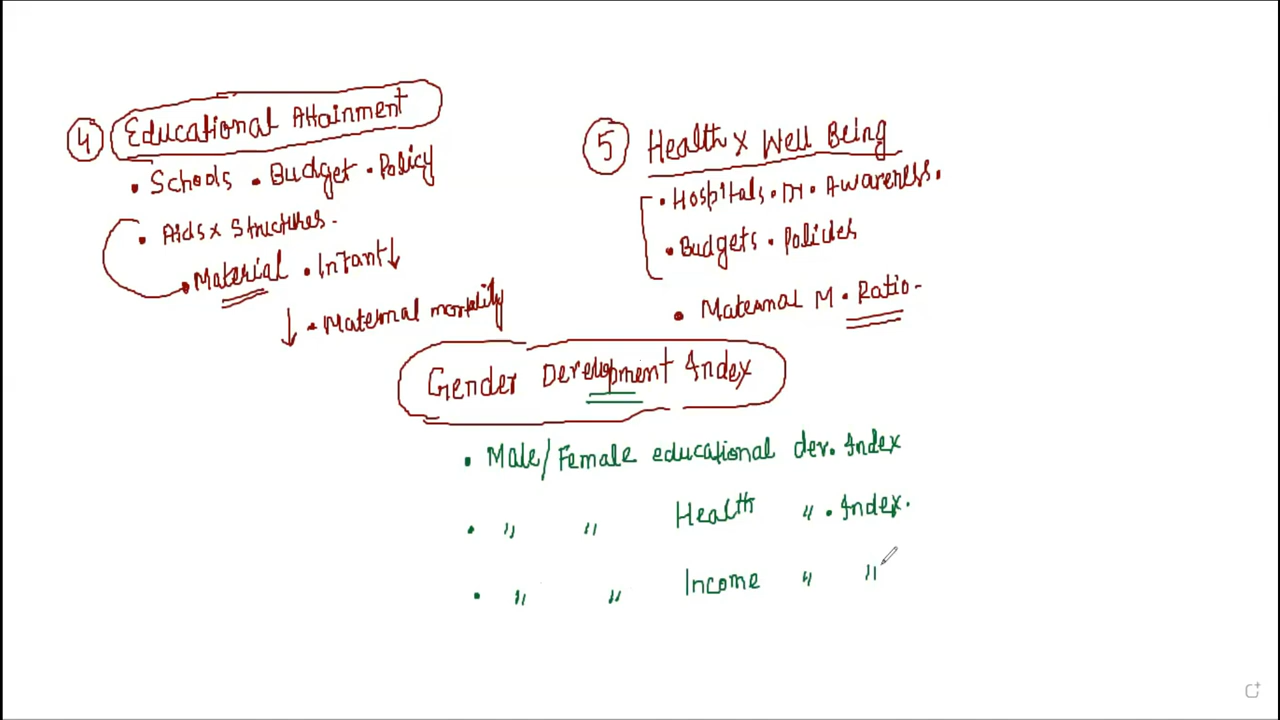 4 Educational Attainment
• Schools • Budget • Policy
• Aids x Structures.
• Material • Infant ↓
↓ • Maternal mortality
5 Health x Well Being
• Hospitals • Dr • Awareness.
• Budgets • Policies
• Maternal M • Ratio.
Gender Development Index
• Male/Female educational dev. Index
• " " Health " . Index.
• " " Income " "